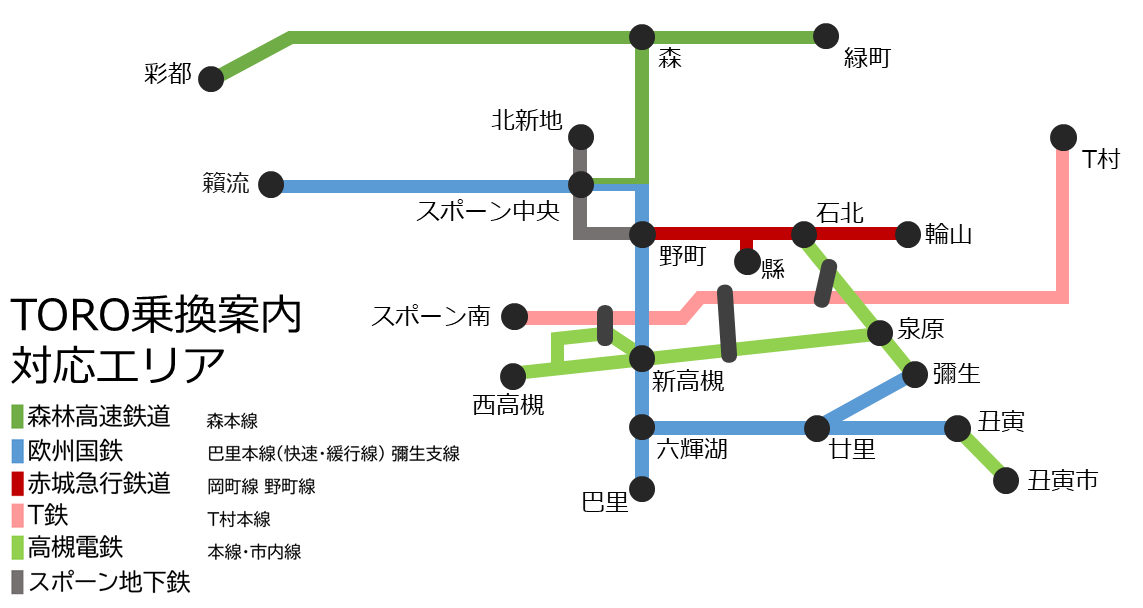 彩都
森
緑町
北新地
T村
籟流
スポーン中央
石北
輪山
野町
縣
スポーン南
泉原
新高槻
彌生
西高槻
丑寅
六輝湖
廿里
丑寅市
巴里
TORO乗換案内
対応エリア
森林高速鉄道 森本線
欧州国鉄 巴里本線(快速・緩行線) 彌生支線
赤城急行鉄道 岡町線 野町線
T鉄 T村本線
高槻電鉄 本線・市内線
スポーン地下鉄